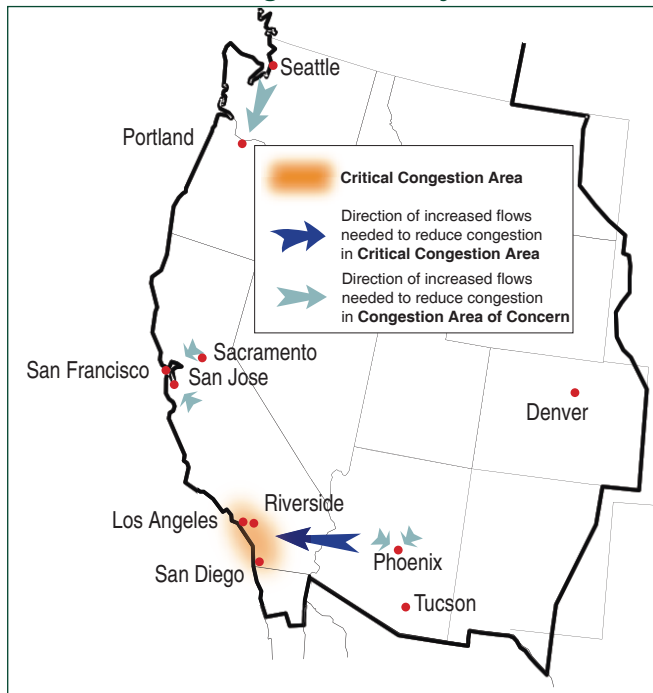 Seattle
Portland
Critical Congestion Area
Direction of increased flows
needed to reduce congestion
in Critical Congestion Area
Direction of increased flows
needed to reduce congestion
in Congestion Area of Concern
Sacramento
San Francisco
San Jose
Denver
Riverside
Los Angeles
Phoenix
San Diego
Tucson